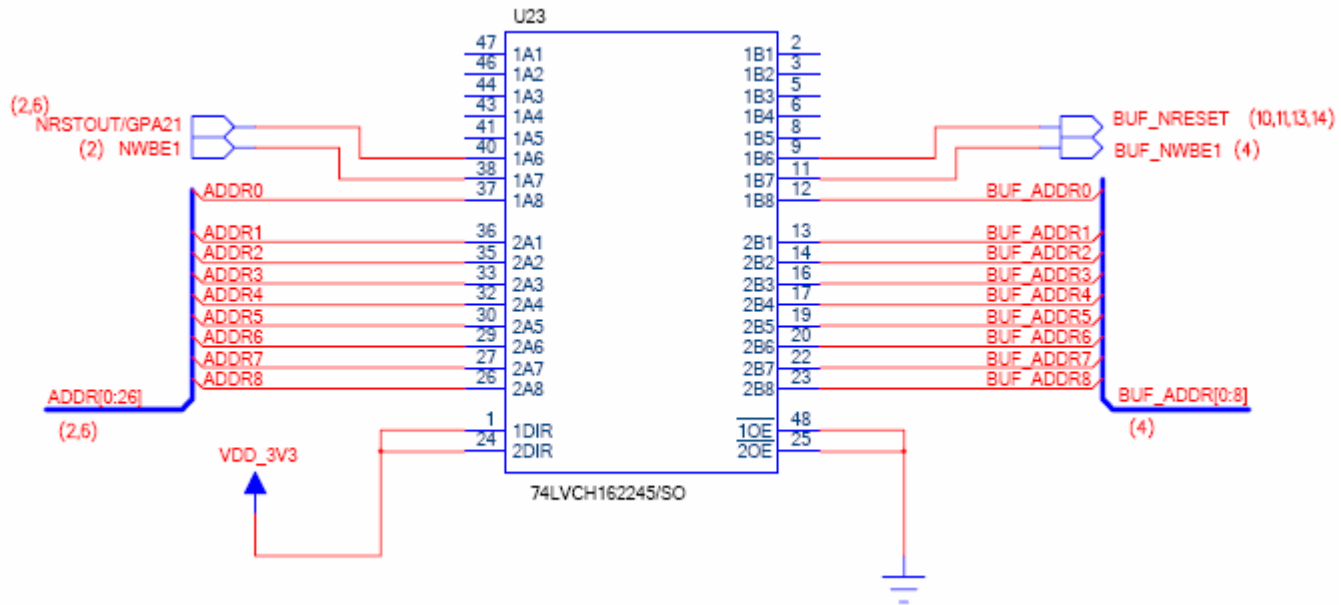 U23
47 1A1 1B1 2
46 1A2 1B2 3
44 1A3 1B3 5
(2,6) 43 1A4 1B4 6
NRSTOUT/GPA21 41 1A5 1B5 8 BUF_NRESET (10,11,13,14)
(2) NWBE1 40 1A6 1B6 9 BUF_NWBE1 (4)
38 1A7 1B7 11
ADDR0 37 1A8 1B8 12 BUF_ADDR0
ADDR1 36 2A1 2B1 13 BUF_ADDR1
ADDR2 35 2A2 2B2 14 BUF_ADDR2
ADDR3 33 2A3 2B3 16 BUF_ADDR3
ADDR4 32 2A4 2B4 17 BUF_ADDR4
ADDR5 30 2A5 2B5 19 BUF_ADDR5
ADDR6 29 2A6 2B6 20 BUF_ADDR6
ADDR7 27 2A7 2B7 22 BUF_ADDR7
ADDR8 26 2A8 2B8 23 BUF_ADDR8
ADDR[0:26] BUF_ADDR[0:8]
(2,6) 1 1DIR 1OE 48 (4)
24 2DIR 2OE 25
VDD_3V3
74LVCH162245/SO